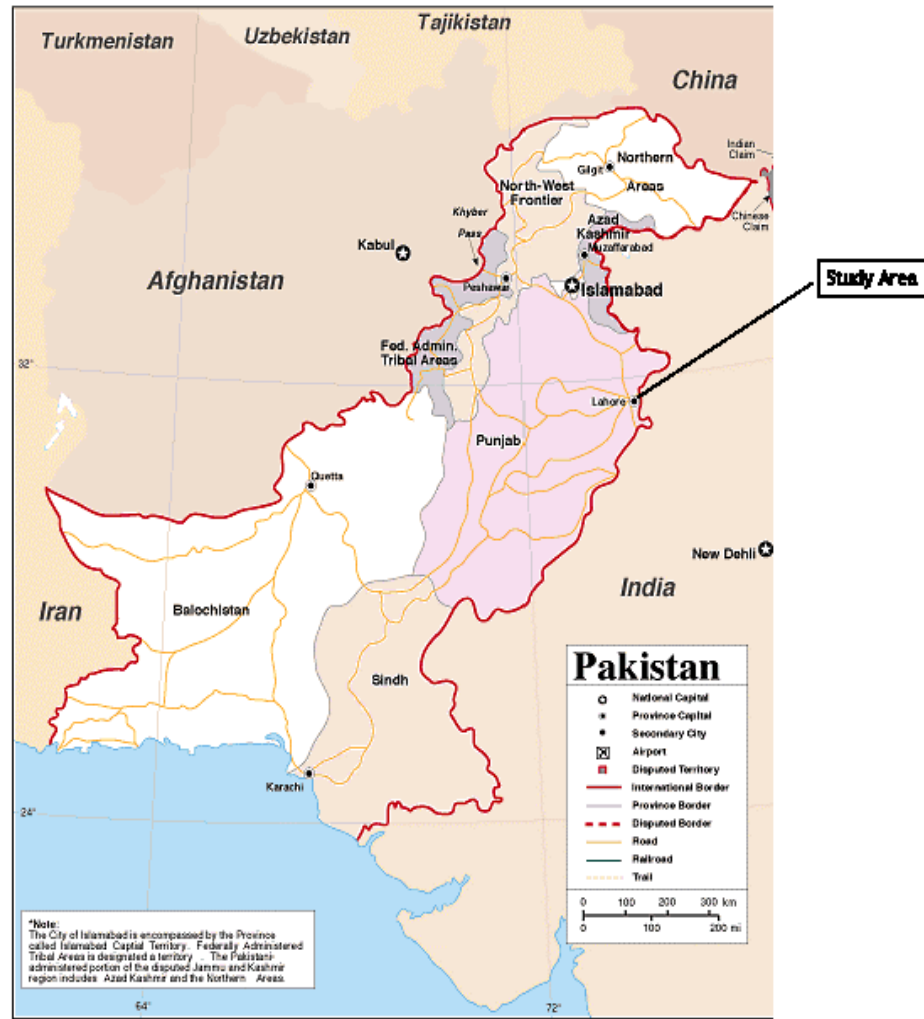 Turkmenistan
Uzbekistan
Tajikistan
China
Indian
Claim
Northern
Gilgit
Areas
North-West
Frontier
Chinese
Claim
Azad
Kashmir
Muzaffarabad
Khyber
Pass
Kabul
Peshawar
Islamabad
Study Area
Afghanistan
Fed. Admin.
Tribal Areas
32°
Lahore
Punjab
Quetta
New Dehli
India
Iran
Balochistan
Sindh
Karachi
24°
Pakistan
National Capital
Province Capital
Secondary City
Airport
Disputed Territory
International Border
Province Border
Disputed Border
Road
Railroad
Trail
0 100 200 300 km
0 100 200 mi
*Note:
The City of Islamabad is encompassed by the Province
called Islamabad Captial Territory. Federally Administered
Tribal Areas is designated a territory . The Pakistani-
administered portion of the disputed Jammu and Kashmir
region includes Azad Kashmir and the Northern Areas.
64°
72°